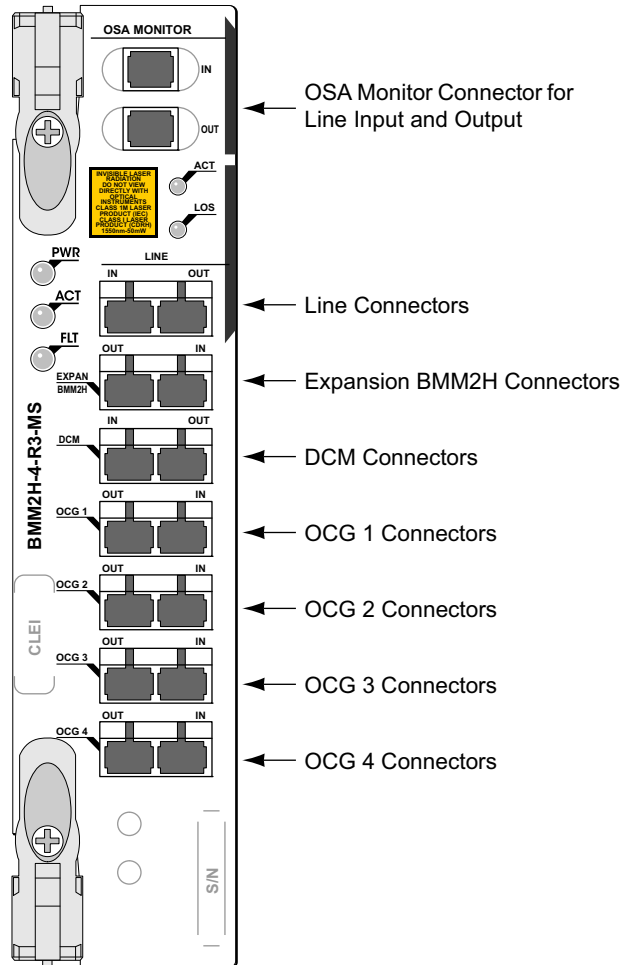 OSA MONITOR
IN
OUT
OSA Monitor Connector for
Line Input and Output
INVISIBLE LASER
RADIATION
DO NOT VIEW
DIRECTLY WITH
OPTICAL
INSTRUMENTS
CLASS 1M LASER
PRODUCT (IEC)
CLASS I LASER
PRODUCT (CDRH)
1550nm-50mW
ACT
LOS
PWR
ACT
FLT
LINE
IN OUT
Line Connectors
OUT IN
EXPAN
BMM2H
Expansion BMM2H Connectors
IN OUT
DCM
DCM Connectors
BMM2H-4-R3-MS
OUT IN
OCG 1
OCG 1 Connectors
OUT IN
OCG 2
OCG 2 Connectors
CLEI
OUT IN
OCG 3
OCG 3 Connectors
OUT IN
OCG 4
OCG 4 Connectors
S/N